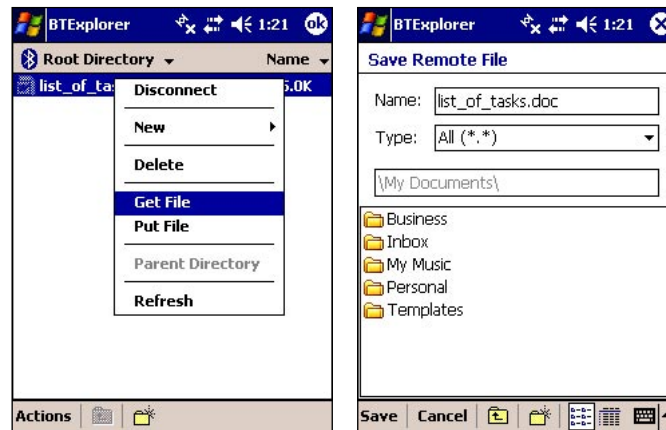 BTExplorer 1:21 ok
Root Directory Name
list_of_ta 5.0K
Disconnect
New
Delete
Get File
Put File
Parent Directory
Refresh
Actions
BTExplorer 1:21
Save Remote File
Name: list_of_tasks.doc
Type: All (*.*)
\My Documents\
Business
Inbox
My Music
Personal
Templates
Save Cancel